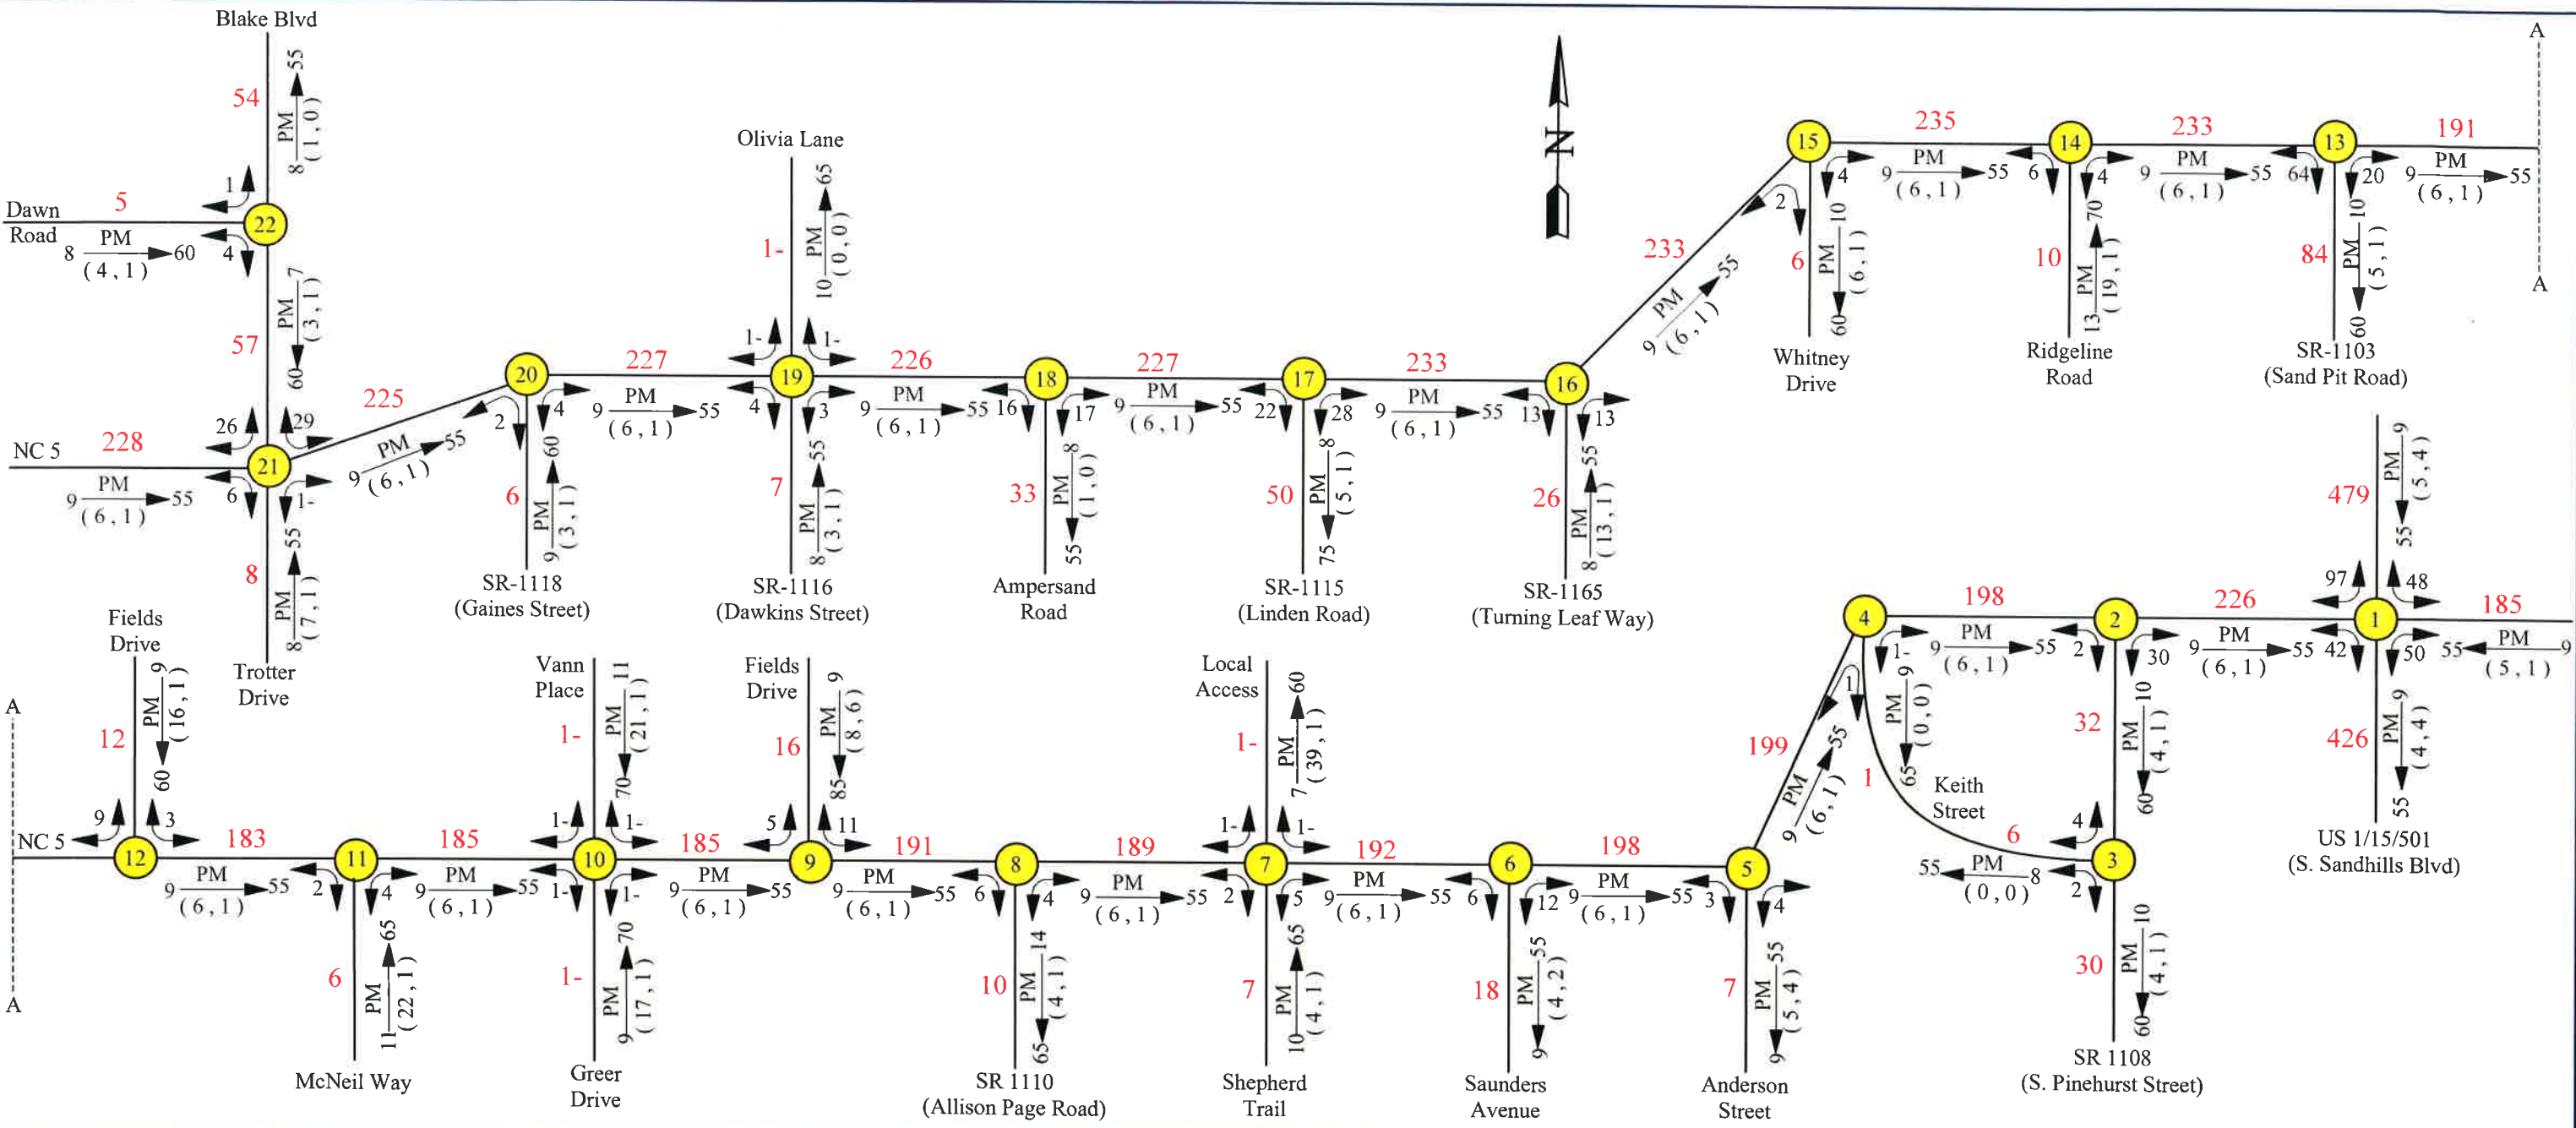 Blake Blvd
54
8 PM 55
(1,0)
1
22
Dawn
Road
5
8 PM 60
(4,1)
4
57
7 PM 60
(3,1)
26
29
NC 5
228
9 PM 55
(6,1)
21
6
1-
8
8 PM 55
(7,1)
Trotter
Drive
225
9 PM 55
(6,1)
20
2
4
6
9 PM 60
(3,1)
SR-1118
(Gaines Street)
227
9 PM 55
(6,1)
Olivia Lane
1-
10 PM 65
(0,0)
1-
1-
19
4
3
7
8 PM 55
(3,1)
SR-1116
(Dawkins Street)
226
9 PM 55
(6,1)
18
16
17
33
8 PM 55
(1,0)
Ampersand
Road
227
9 PM 55
(6,1)
17
22
28
50
8 PM 75
(5,1)
SR-1115
(Linden Road)
233
9 PM 55
(6,1)
16
13
13
26
8 PM 55
(13,1)
SR-1165
(Turning Leaf Way)
N
233
9 PM 55
(6,1)
15
2
4
6
10 PM 60
(6,1)
Whitney
Drive
235
9 PM 55
(6,1)
14
6
4
10
13 PM 70
(19,1)
Ridgeline
Road
233
9 PM 55
(6,1)
13
64
20
84
10 PM 60
(5,1)
SR-1103
(Sand Pit Road)
191
9 PM 55
(6,1)
A
A
A
A
NC 5
Fields
Drive
12
9 PM 60
(16,1)
9
3
12
183
9 PM 55
(6,1)
11
2
4
6
11 PM 65
(22,1)
McNeil Way
185
9 PM 55
(6,1)
Vann
Place
1-
11 PM 70
(21,1)
1-
1-
10
1-
1-
1-
9 PM 70
(17,1)
Greer
Drive
185
9 PM 55
(6,1)
Fields
Drive
16
9 PM 85
(8,6)
5
11
9
191
9 PM 55
(6,1)
8
6
4
10
14 PM 65
(4,1)
SR 1110
(Allison Page Road)
189
9 PM 55
(6,1)
Local
Access
1-
7 PM 60
(39,1)
1-
1-
7
2
5
7
10 PM 65
(4,1)
Shepherd
Trail
192
9 PM 55
(6,1)
6
6
12
18
55 PM 9
(4,2)
Saunders
Avenue
198
9 PM 55
(6,1)
5
3
4
7
55 PM 9
(5,4)
Anderson
Street
199
9 PM 55
(6,1)
4
1
1-
9 PM 65
(0,0)
1
Keith
Street
6
55 PM 8
(0,0)
198
9 PM 55
(6,1)
2
2
30
32
10 PM 60
(4,1)
4
3
2
30
10 PM 60
(4,1)
SR 1108
(S. Pinehurst Street)
226
9 PM 55
(6,1)
479
9 PM 55
(5,4)
97
48
1
42
50
185
55 PM 9
(5,1)
426
9 PM 55
(4,4)
US 1/15/501
(S. Sandhills Blvd)